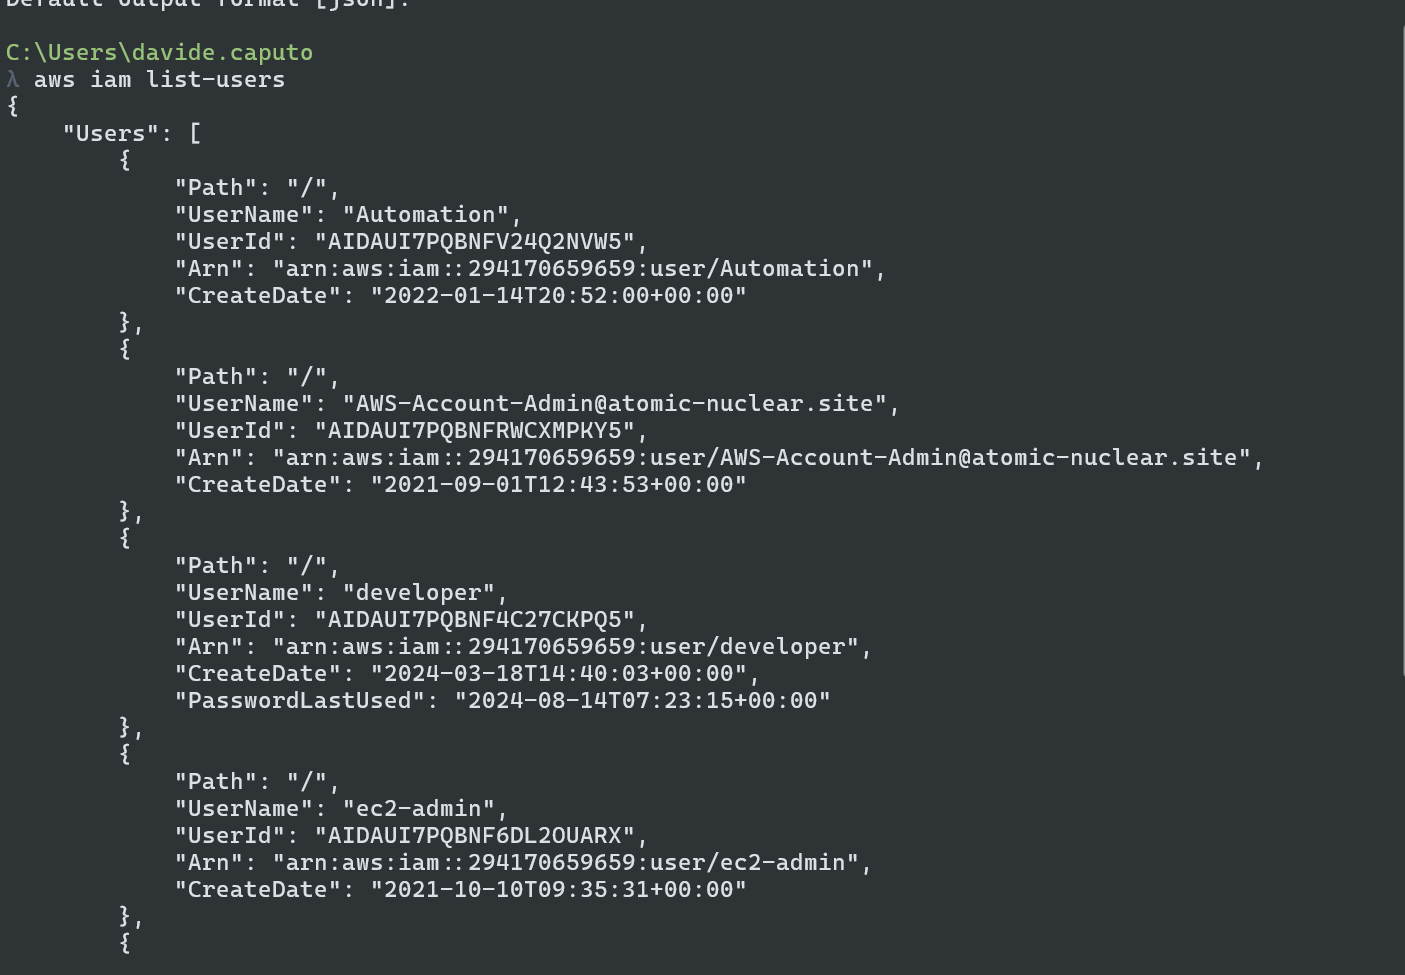 Default output format [json]:
C:\Users\davide.caputo
λ aws iam list-users
{
    "Users": [
        {
            "Path": "/",
            "UserName": "Automation",
            "UserId": "AIDAUI7PQBNFV24Q2NVW5",
            "Arn": "arn:aws:iam::294170659659:user/Automation",
            "CreateDate": "2022-01-14T20:52:00+00:00"
        },
        {
            "Path": "/",
            "UserName": "AWS-Account-Admin@atomic-nuclear.site",
            "UserId": "AIDAUI7PQBNFRWCXMPKY5",
            "Arn": "arn:aws:iam::294170659659:user/AWS-Account-Admin@atomic-nuclear.site",
            "CreateDate": "2021-09-01T12:43:53+00:00"
        },
        {
            "Path": "/",
            "UserName": "developer",
            "UserId": "AIDAUI7PQBNF4C27CKPQ5",
            "Arn": "arn:aws:iam::294170659659:user/developer",
            "CreateDate": "2024-03-18T14:40:03+00:00",
            "PasswordLastUsed": "2024-08-14T07:23:15+00:00"
        },
        {
            "Path": "/",
            "UserName": "ec2-admin",
            "UserId": "AIDAUI7PQBNF6DL2OUARX",
            "Arn": "arn:aws:iam::294170659659:user/ec2-admin",
            "CreateDate": "2021-10-10T09:35:31+00:00"
        },
        {